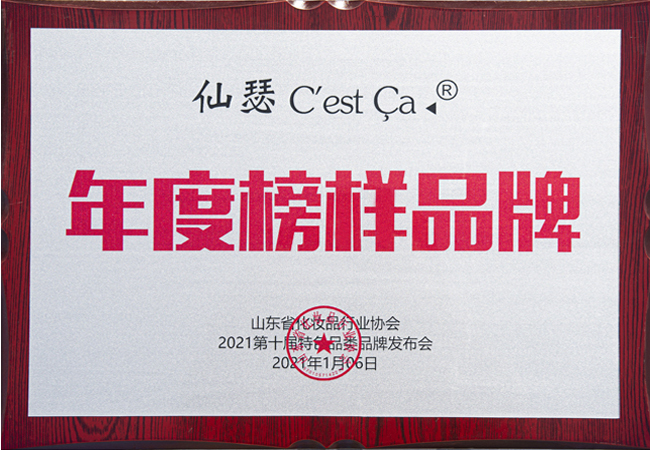 仙瑟 C'est Ça ®
年度榜样品牌
山东省化妆品行业协会
2021第十届特色品类品牌发布会
2021年1月06日